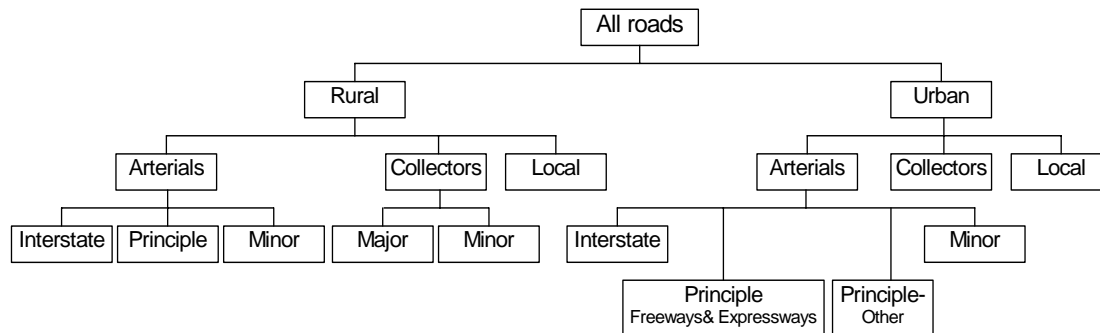 All roads
Rural
Urban
Arterials
Collectors
Local
Arterials
Collectors
Local
Interstate
Principle
Minor
Major
Minor
Interstate
Minor
Principle
Freeways& Expressways
Principle-
Other